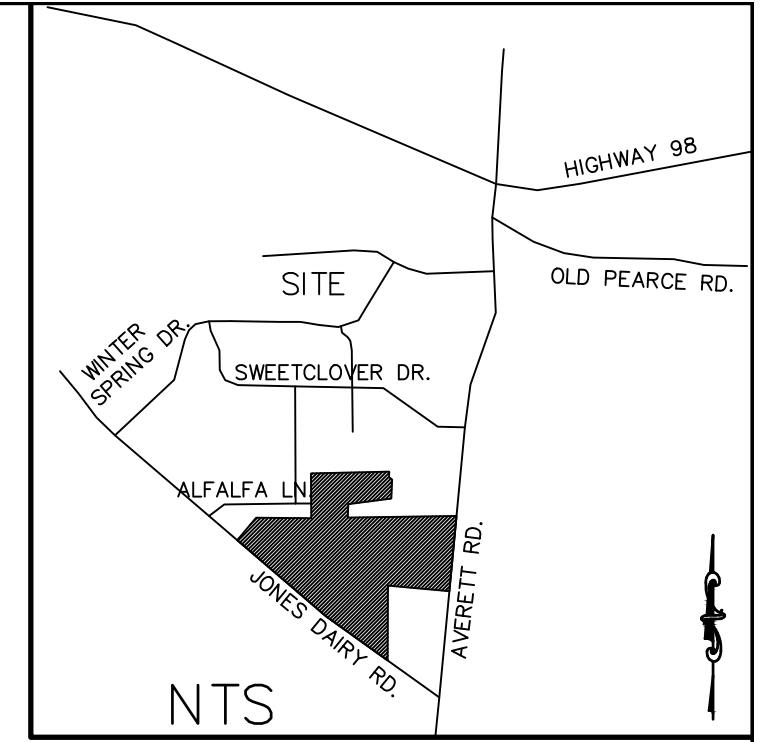 HIGHWAY 98
OLD PEARCE RD.
SITE
WINTER
SPRING DR.
SWEETCLOVER DR.
ALFALFA LN.
JONES DAIRY RD.
AVERETT RD.
NTS